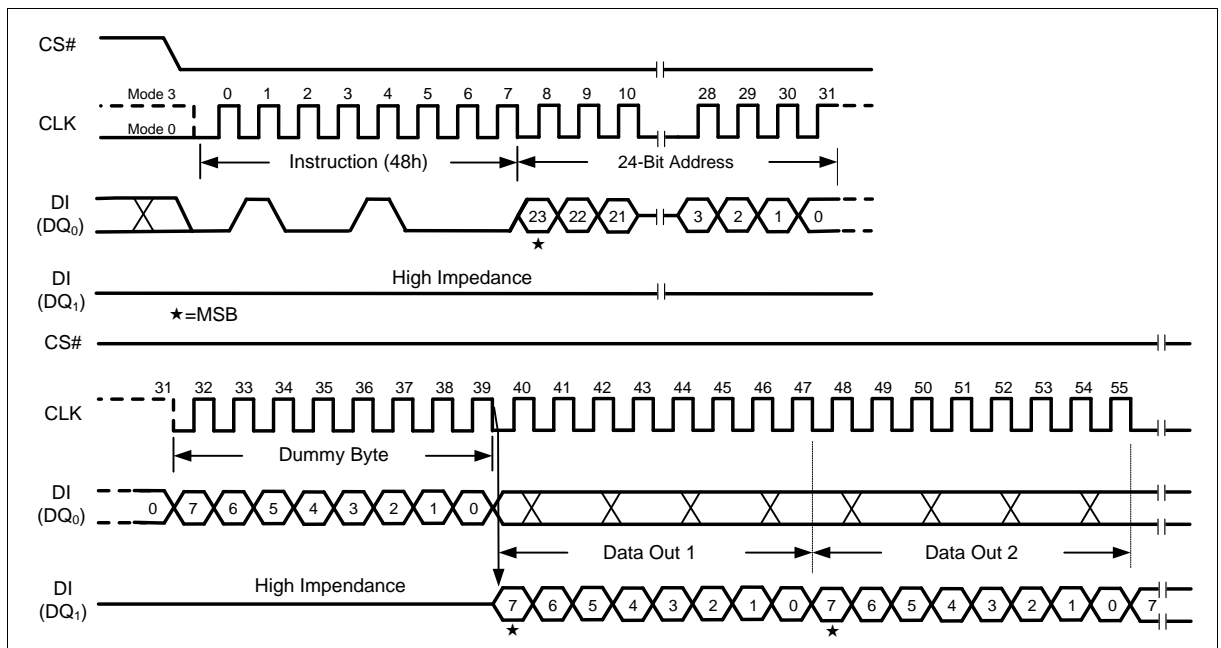 CS#
Mode 3 0 1 2 3 4 5 6 7 8 9 10 28 29 30 31
CLK
Mode 0
Instruction (48h) 24-Bit Address
DI
(DQ0) 23 22 21 3 2 1 0
★
DI
(DQ1) High Impedance
★=MSB
CS#
31 32 33 34 35 36 37 38 39 40 41 42 43 44 45 46 47 48 49 50 51 52 53 54 55
CLK
Dummy Byte
DI
(DQ0) 0 7 6 5 4 3 2 1 0
Data Out 1 Data Out 2
DI
(DQ1) High Impendance 7 6 5 4 3 2 1 0 7 6 5 4 3 2 1 0 7
★ ★